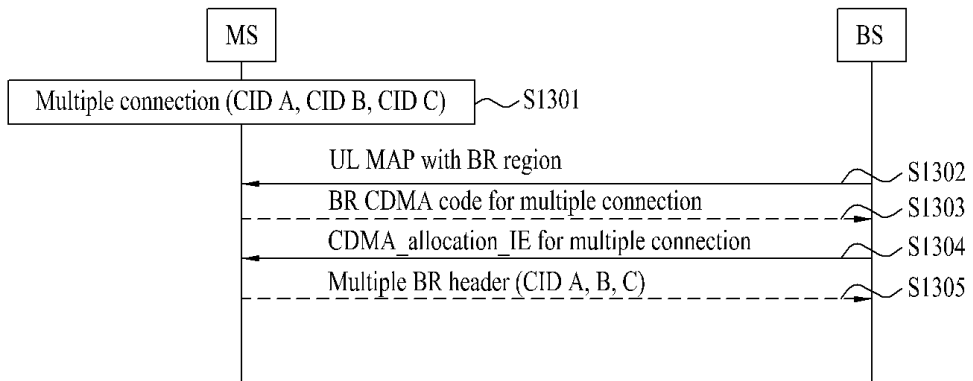 MS
BS
Multiple connection (CID A, CID B, CID C)
S1301
UL MAP with BR region
S1302
BR CDMA code for multiple connection
S1303
CDMA_allocation_IE for multiple connection
S1304
Multiple BR header (CID A, B, C)
S1305